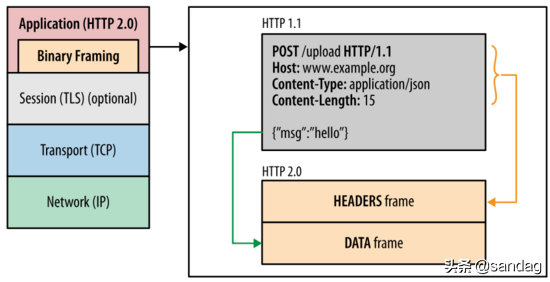 Application (HTTP 2.0)
Binary Framing
Session (TLS) (optional)
Transport (TCP)
Network (IP)
HTTP 1.1
POST /upload HTTP/1.1
Host: www.example.org
Content-Type: application/json
Content-Length: 15
{"msg":"hello"}
HTTP 2.0
HEADERS frame
DATA frame
头条 @sandag